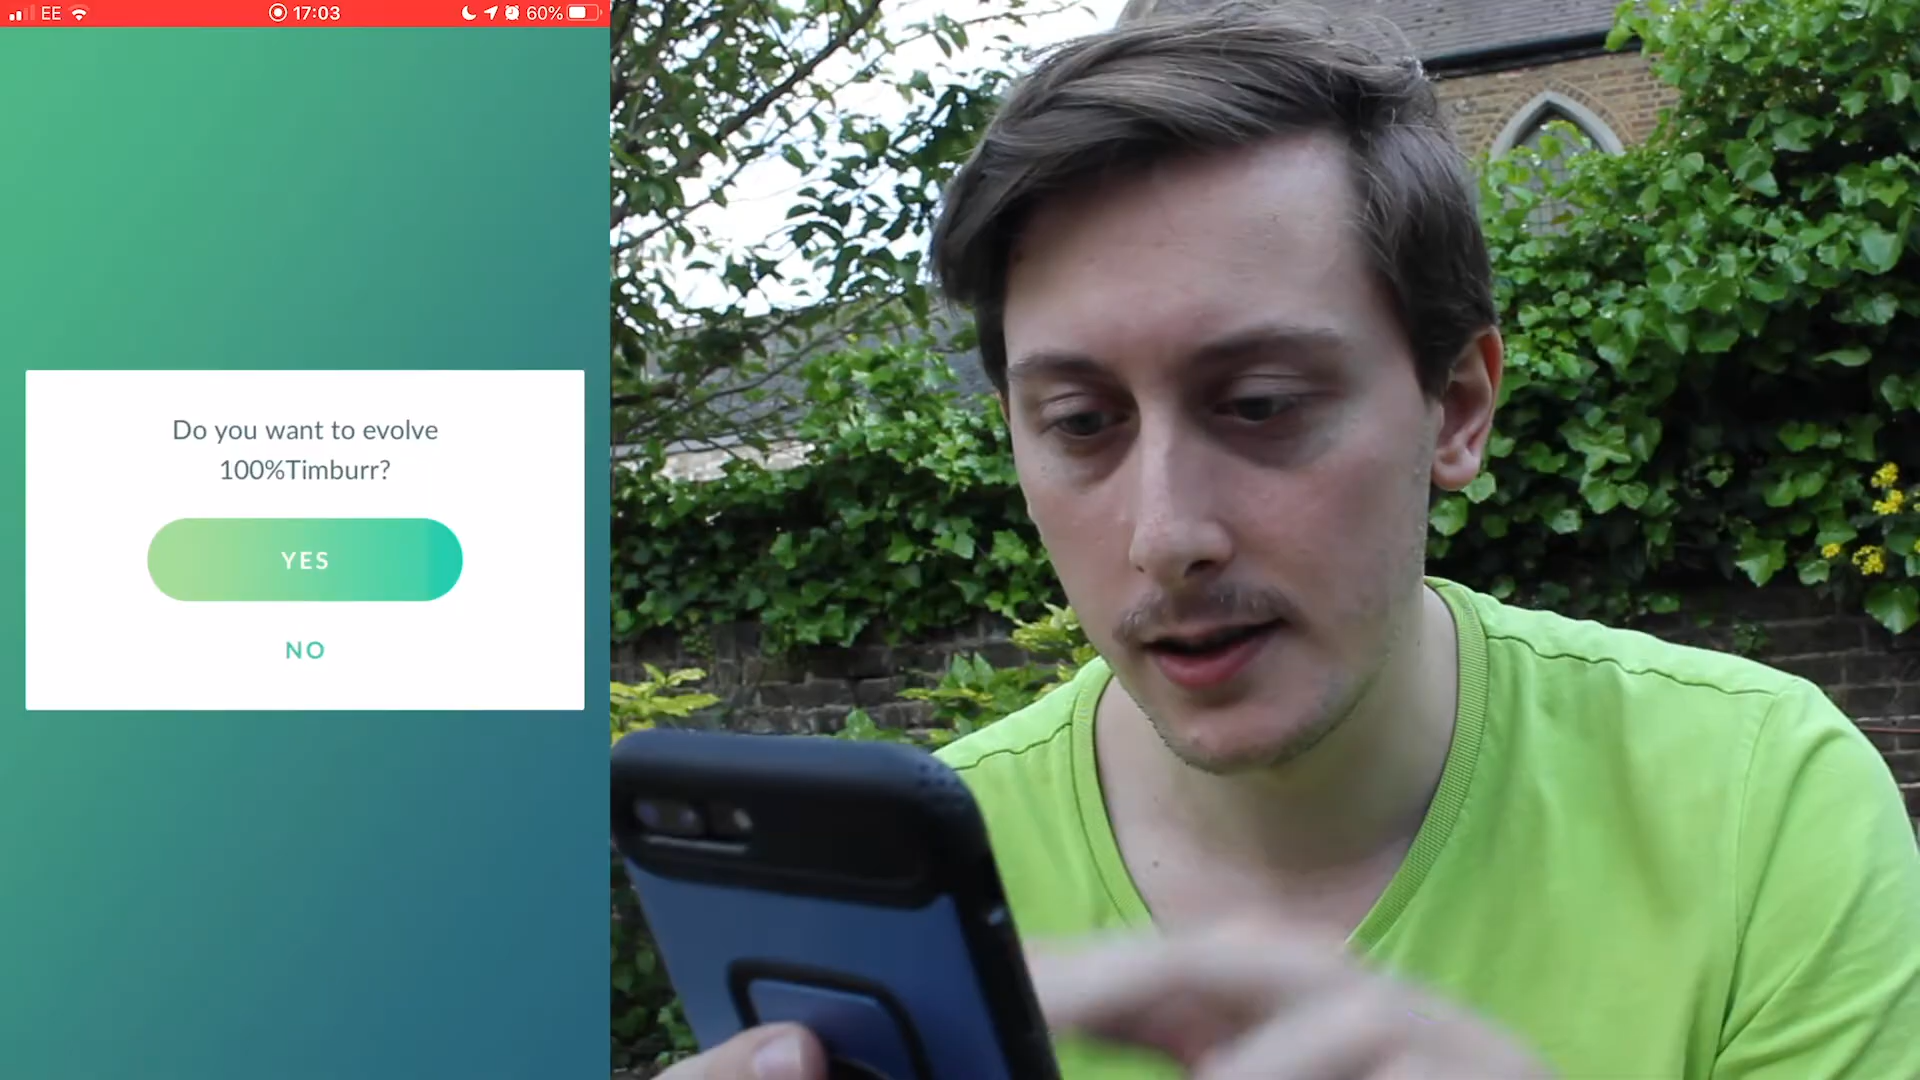 EE 17:03 60%
Do you want to evolve
100%Timburr?
YES
NO